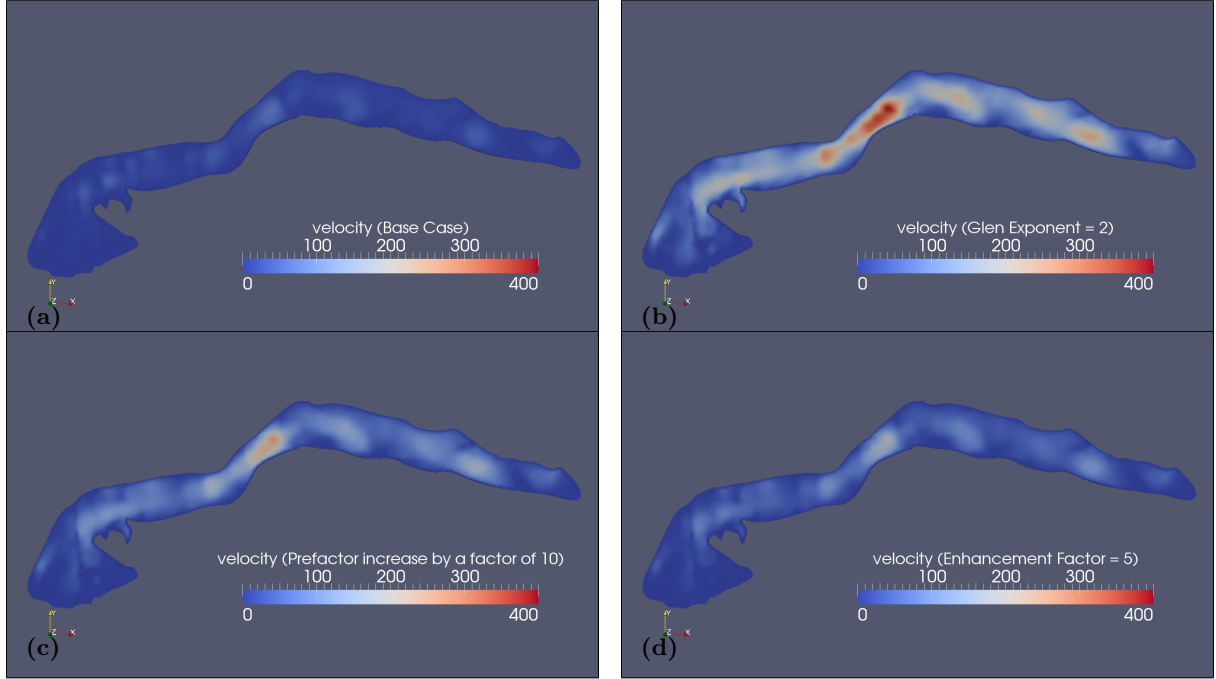 velocity (Base Case)
100 200 300
0 400
Y
Z X
(a)
velocity (Glen Exponent = 2)
100 200 300
0 400
Y
Z X
(b)
velocity (Prefactor increase by a factor of 10)
100 200 300
0 400
Y
Z X
(c)
velocity (Enhancement Factor = 5)
100 200 300
0 400
Y
Z X
(d)